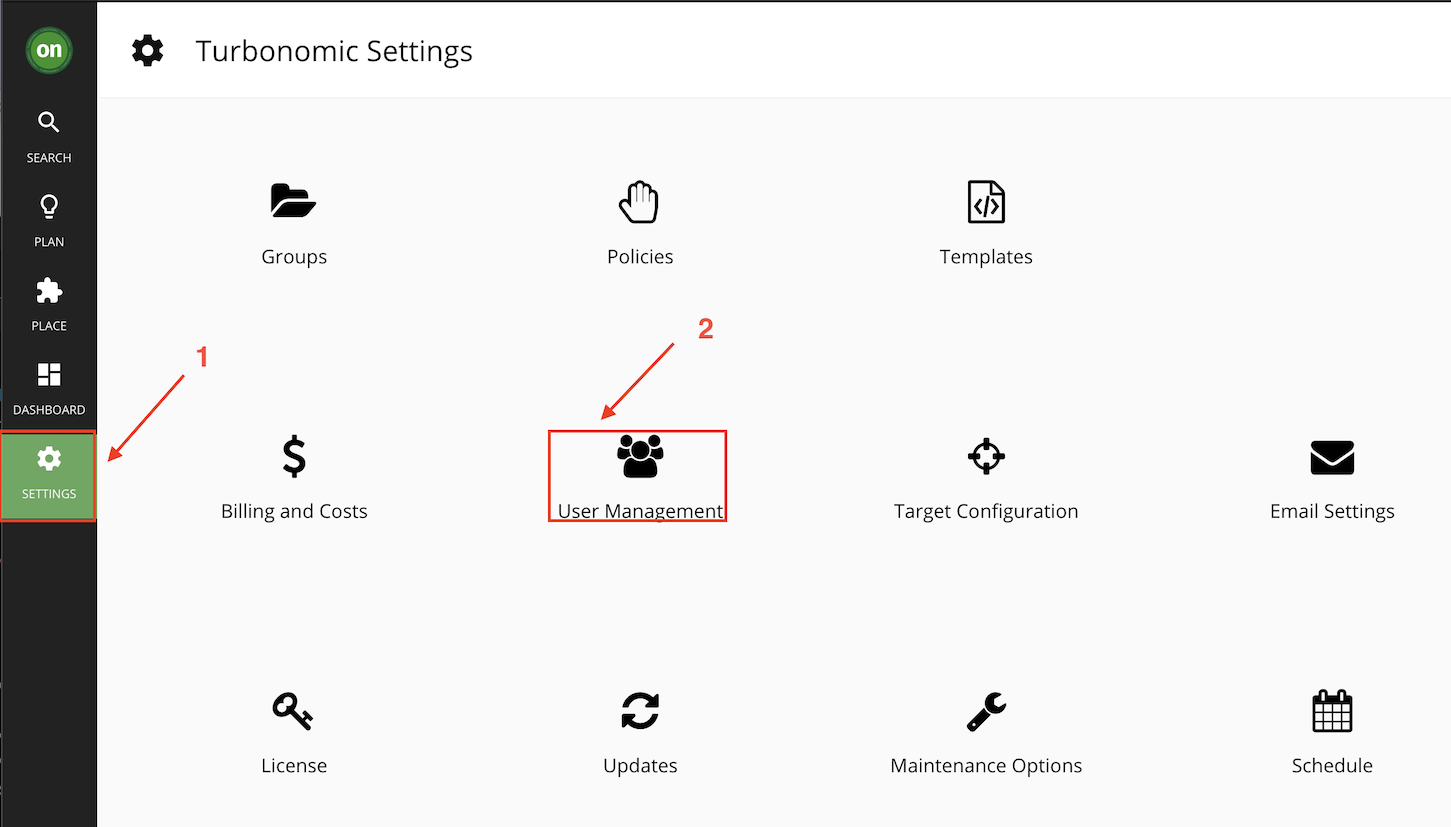 on
Turbonomic Settings
SEARCH
PLAN
PLACE
DASHBOARD
SETTINGS
1
2
Groups
Policies
Templates
Billing and Costs
User Management
Target Configuration
Email Settings
License
Updates
Maintenance Options
Schedule